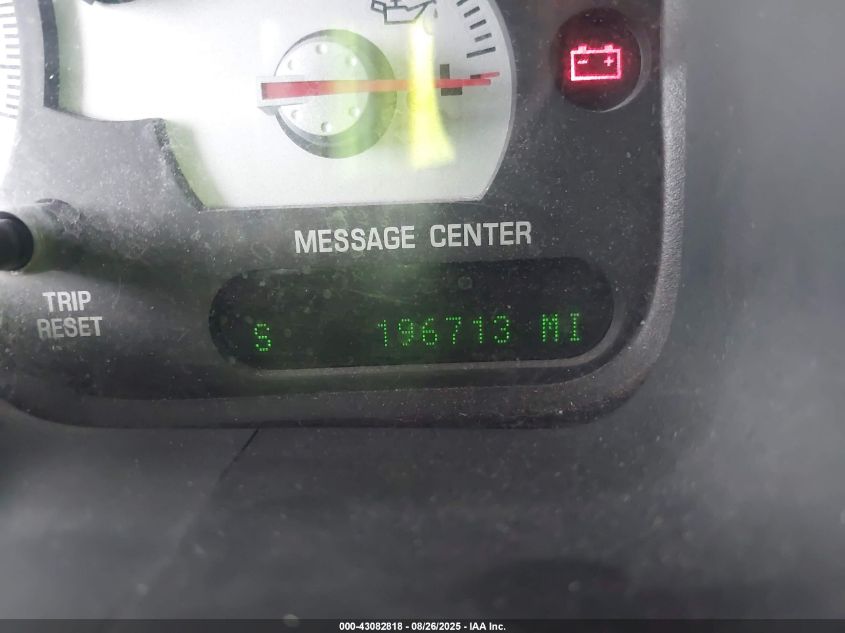 MESSAGE CENTER
TRIP
RESET
S 196713 MI
000-43082818 - 08/26/2025 - IAA Inc.